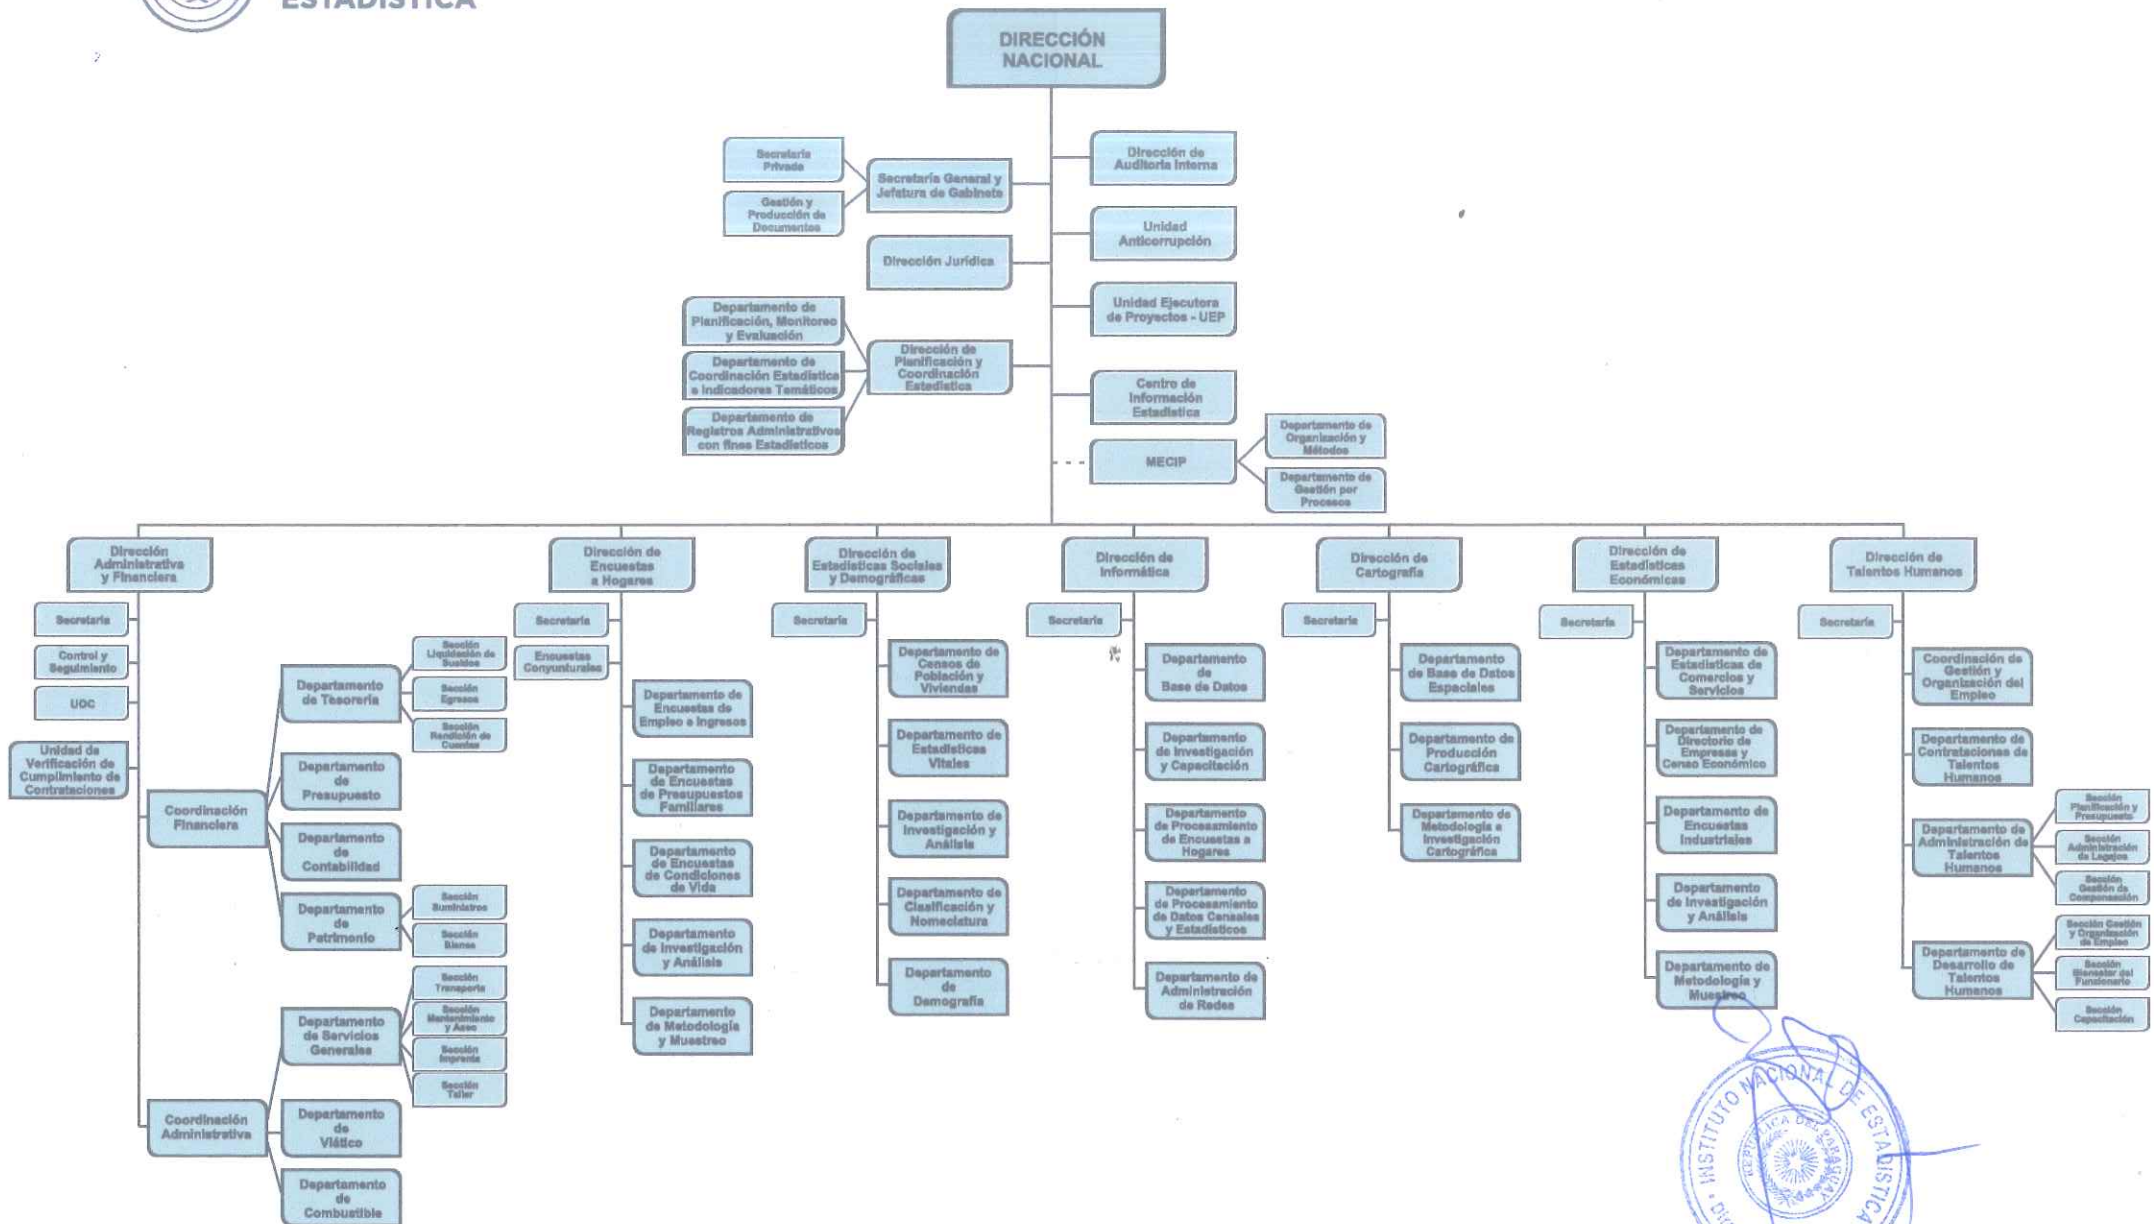 ESTADÍSTICA
DIRECCIÓN
NACIONAL
Secretaría
Privada
Gestión y
Producción de
Documentos
Secretaría General y
Jefatura de Gabinete
Dirección Jurídica
Departamento de
Planificación, Monitoreo
y Evaluación
Departamento de
Coordinación Estadística
e Indicadores Temáticos
Departamento de
Registros Administrativos
con fines Estadísticos
Dirección de
Planificación y
Coordinación
Estadística
Dirección de
Auditoría Interna
Unidad
Anticorrupción
Unidad Ejecutora
de Proyectos - UEP
Centro de
Información
Estadística
MECIP
Departamento de
Organización y
Métodos
Departamento de
Gestión por
Procesos
Dirección
Administrativa
y Financiera
Secretaría
Control y
Seguimiento
UOC
Unidad de
Verificación de
Cumplimiento de
Contrataciones
Coordinación
Financiera
Departamento
de Tesorería
Sección
Liquidación de
Sueldos
Sección
Egresos
Sección
Rendición de
Cuentas
Departamento
de
Presupuesto
Departamento
de
Contabilidad
Departamento
de
Patrimonio
Sección
Suministros
Sección
Bienes
Coordinación
Administrativa
Departamento
de Servicios
Generales
Sección
Transporte
Sección
Mantenimiento
y Aseo
Sección
Imprenta
Sección
Taller
Departamento
de
Viático
Departamento
de
Combustible
Dirección de
Encuestas
a Hogares
Secretaría
Encuestas
Conyunturales
Departamento de
Encuestas de
Empleo e Ingresos
Departamento
de Encuestas
de Presupuestos
Familiares
Departamento
de Encuestas
de Condiciones
de Vida
Departamento
de Investigación
y Análisis
Departamento
de Metodología
y Muestreo
Dirección de
Estadísticas Sociales
y Demográficas
Secretaría
Departamento de
Censos de
Población y
Viviendas
Departamento de
Estadísticas
Vitales
Departamento de
Investigación y
Análisis
Departamento de
Clasificación y
Nomeclatura
Departamento
de
Demografía
Dirección de
Informática
Secretaría
Departamento
de
Base de Datos
Departamento
de Investigación
y Capacitación
Departamento
de Procesamiento
de Encuestas a
Hogares
Departamento
de Procesamiento
de Datos Censales
y Estadísticos
Departamento de
Administración
de Redes
Dirección de
Cartografía
Secretaría
Departamento
de Base de Datos
Espaciales
Departamento de
Producción
Cartográfica
Departamento de
Metodología e
Investigación
Cartográfica
Dirección de
Estadísticas
Económicas
Secretaría
Departamento de
Estadísticas de
Comercios y
Servicios
Departamento de
Directorio de
Empresas y
Censo Económico
Departamento de
Encuestas
Industriales
Departamento
de Investigación
y Análisis
Departamento de
Metodología y
Muestreo
Dirección de
Talentos Humanos
Secretaría
Coordinación de
Gestión y
Organización del
Empleo
Departamento de
Contrataciones de
Talentos
Humanos
Departamento de
Administración de
Talentos
Humanos
Sección
Planificación y
Presupuesto
Sección
Administración
de Legajos
Sección
Gestión de
Compensación
Departamento de
Desarrollo de
Talentos
Humanos
Sección Gestión
y Organización
de Empleo
Sección
Bienestar del
Funcionario
Sección
Capacitación
INSTITUTO NACIONAL DE ESTADISTICA
REPUBLICA DEL PARAGUAY